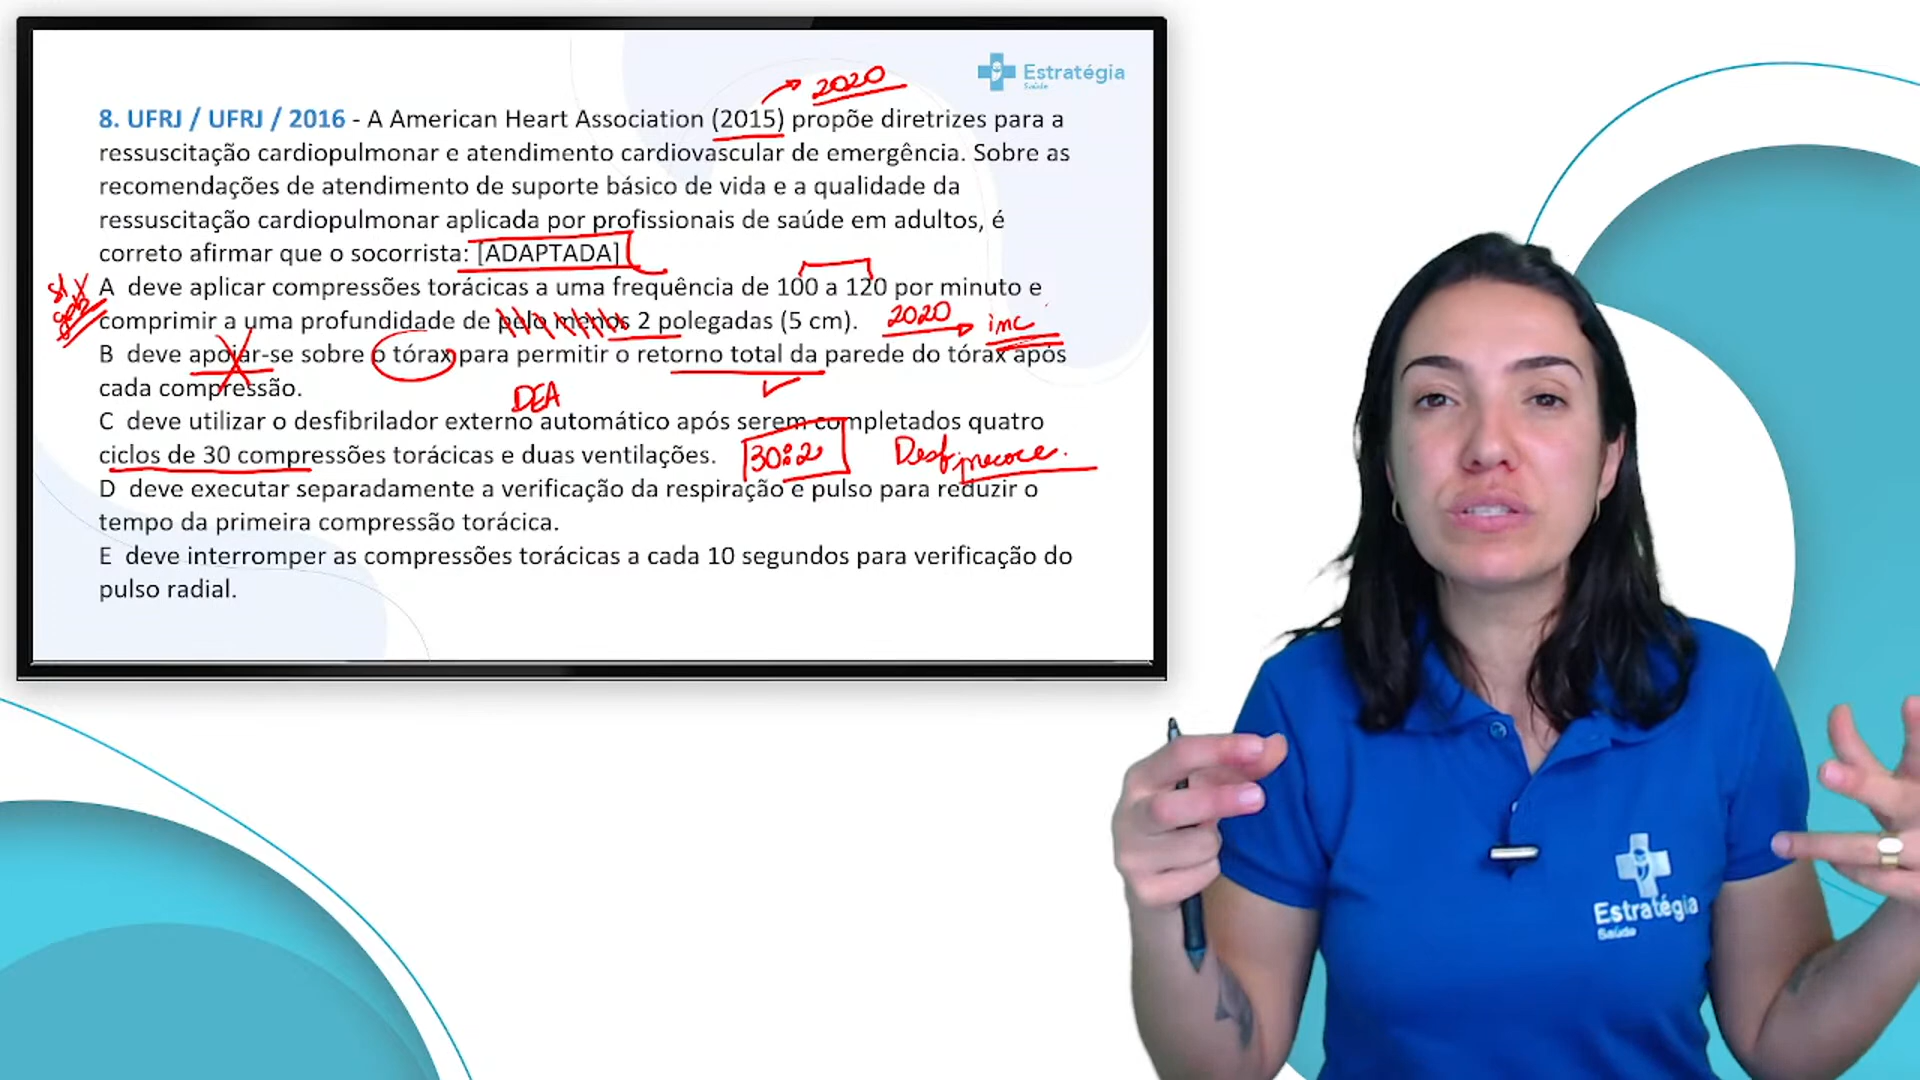 Estratégia
Saúde
2020
8. UFRJ / UFRJ / 2016 - A American Heart Association (2015) propõe diretrizes para a
ressuscitação cardiopulmonar e atendimento cardiovascular de emergência. Sobre as
recomendações de atendimento de suporte básico de vida e a qualidade da
ressuscitação cardiopulmonar aplicada por profissionais de saúde em adultos, é
correto afirmar que o socorrista: [ADAPTADA]
A deve aplicar compressões torácicas a uma frequência de 100 a 120 por minuto e
comprimir a uma profundidade de pelo menos 2 polegadas (5 cm).
2020 inc
B deve apoiar-se sobre o tórax para permitir o retorno total da parede do tórax após
cada compressão.
DEA
C deve utilizar o desfibrilador externo automático após serem completados quatro
ciclos de 30 compressões torácicas e duas ventilações.
30:2 Desf precoce.
D deve executar separadamente a verificação da respiração e pulso para reduzir o
tempo da primeira compressão torácica.
E deve interromper as compressões torácicas a cada 10 segundos para verificação do
pulso radial.
Estratégia
Saúde